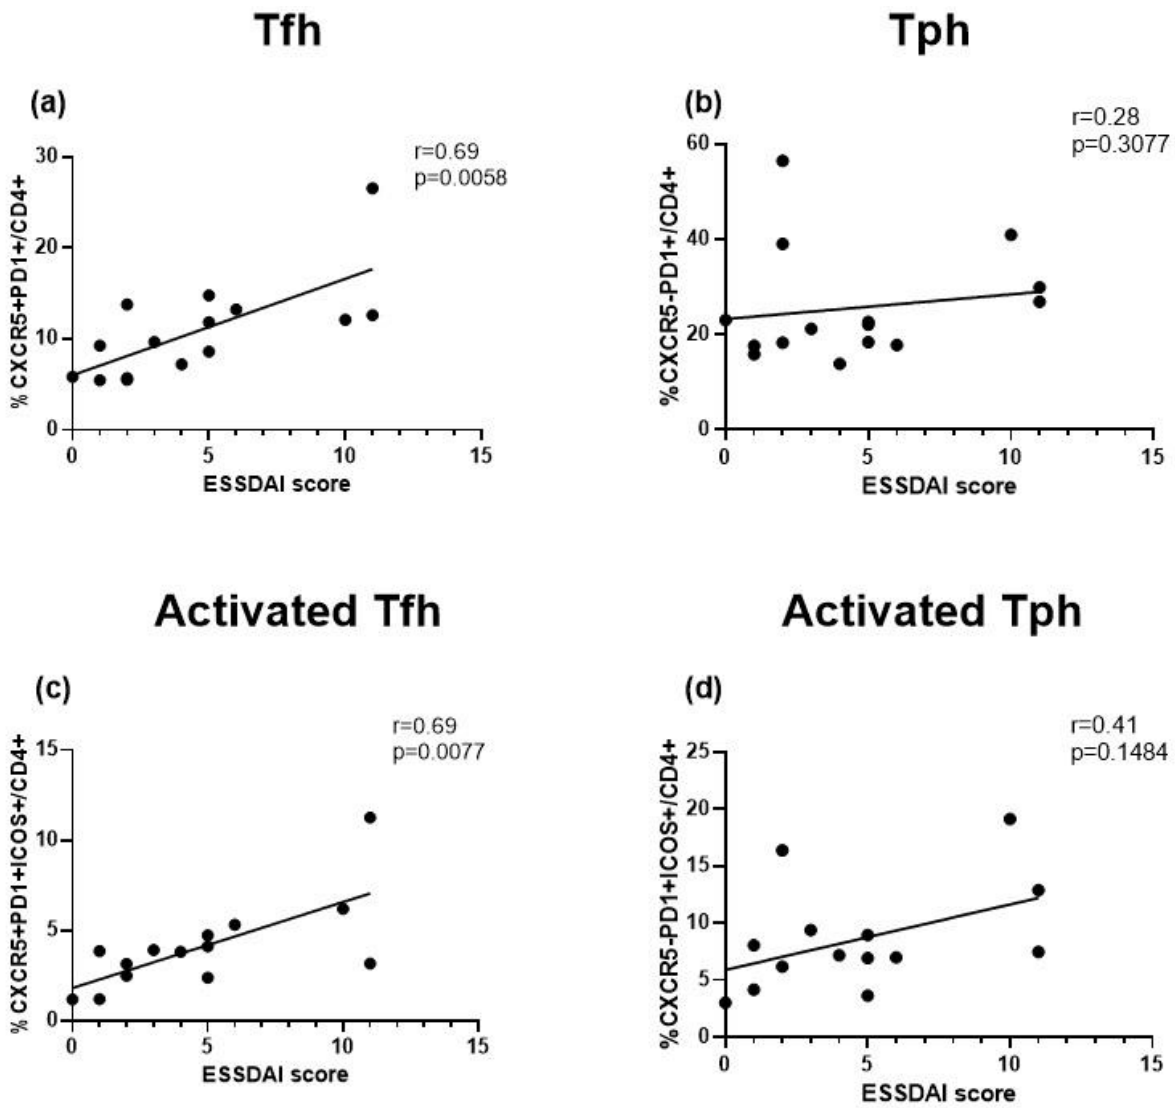 Tfh
Tph
(a)
r=0.69
p=0.0058
30
20
10
0
%CXCR5+PD1+/CD4+
0 5 10 15
ESSDAI score
(b)
r=0.28
p=0.3077
60
40
20
0
%CXCR5-PD1+/CD4+
0 5 10 15
ESSDAI score
Activated Tfh
Activated Tph
(c)
r=0.69
p=0.0077
15
10
5
0
%CXCR5+PD1+ICOS+/CD4+
0 5 10 15
ESSDAI score
(d)
r=0.41
p=0.1484
25
20
15
10
5
0
%CXCR5-PD1+ICOS+/CD4+
0 5 10 15
ESSDAI score